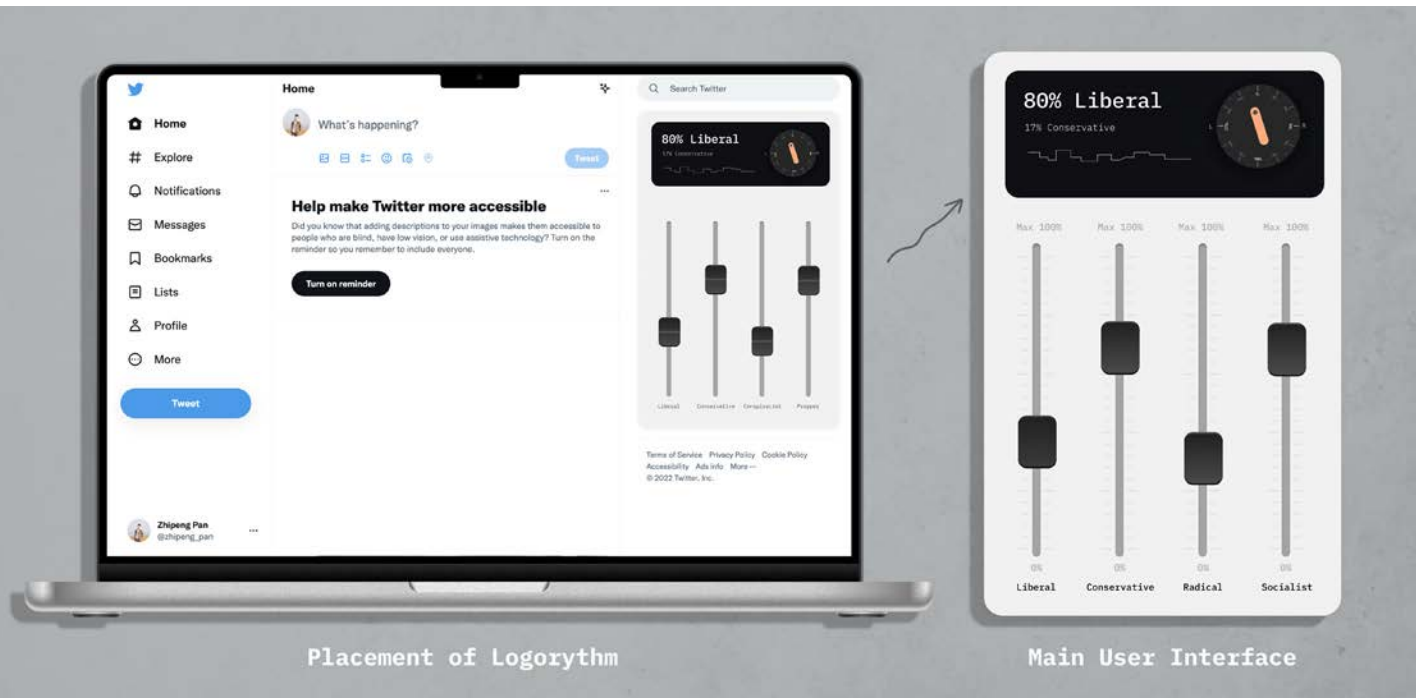 Home
Explore
Notifications
Messages
Bookmarks
Lists
Profile
More
Tweet
Zhipeng Pan
@zhipeng_pan
Home
What's happening?
Tweet
Help make Twitter more accessible
Did you know that adding descriptions to your images makes them accessible to
people who are blind, have low vision, or use assistive technology? Turn on the
reminder so you remember to include everyone.
Turn on reminder
Search Twitter
80% Liberal
17% Conservative
Liberal Conservative
Terms of Service Privacy Policy Cookie Policy
Accessibility Ads info More
© 2022 Twitter, Inc.
80% Liberal
17% Conservative
Max 100% Max 100% Max 100% Max 100%
0% 0% 0% 0%
Liberal Conservative Radical Socialist
Placement of Logorythm
Main User Interface